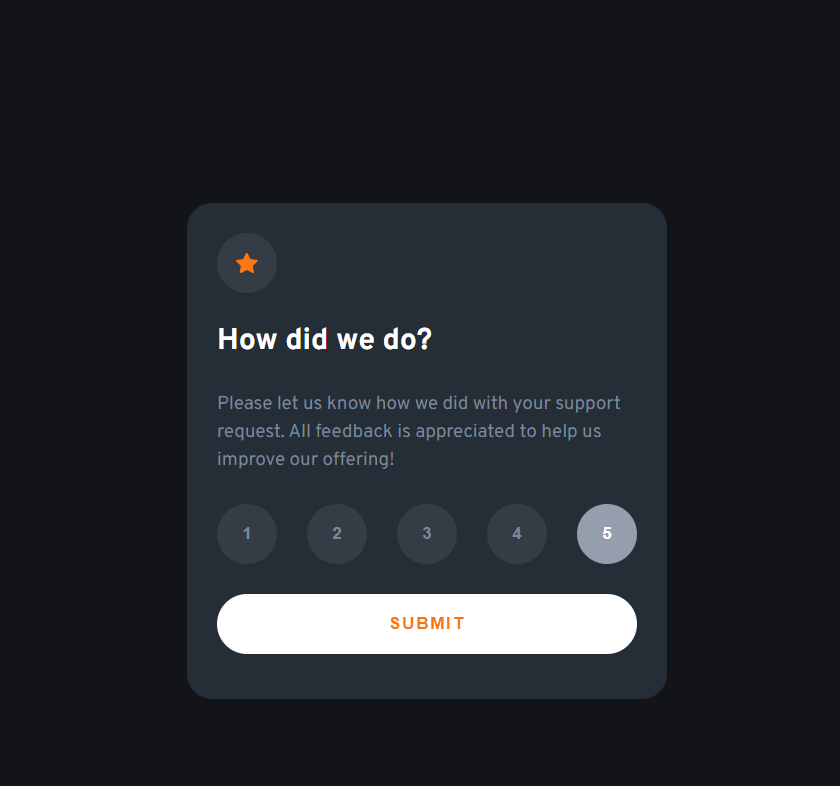 How did we do?
Please let us know how we did with your support
request. All feedback is appreciated to help us
improve our offering!
1 2 3 4 5
SUBMIT